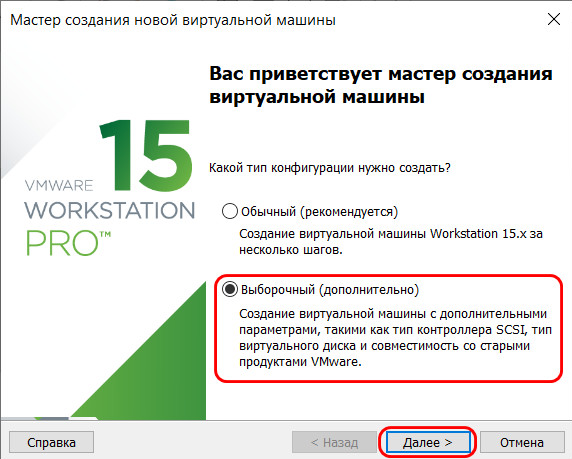 Мастер создания новой виртуальной машины
Вас приветствует мастер создания
виртуальной машины
15
VMWARE
WORKSTATION
PRO™
Какой тип конфигурации нужно создать?
Обычный (рекомендуется)
Создание виртуальной машины Workstation 15.x за
несколько шагов.
Выборочный (дополнительно)
Создание виртуальной машины с дополнительными
параметрами, такими как тип контроллера SCSI, тип
виртуального диска и совместимость со старыми
продуктами VMware.
Справка
< Назад
Далее >
Отмена